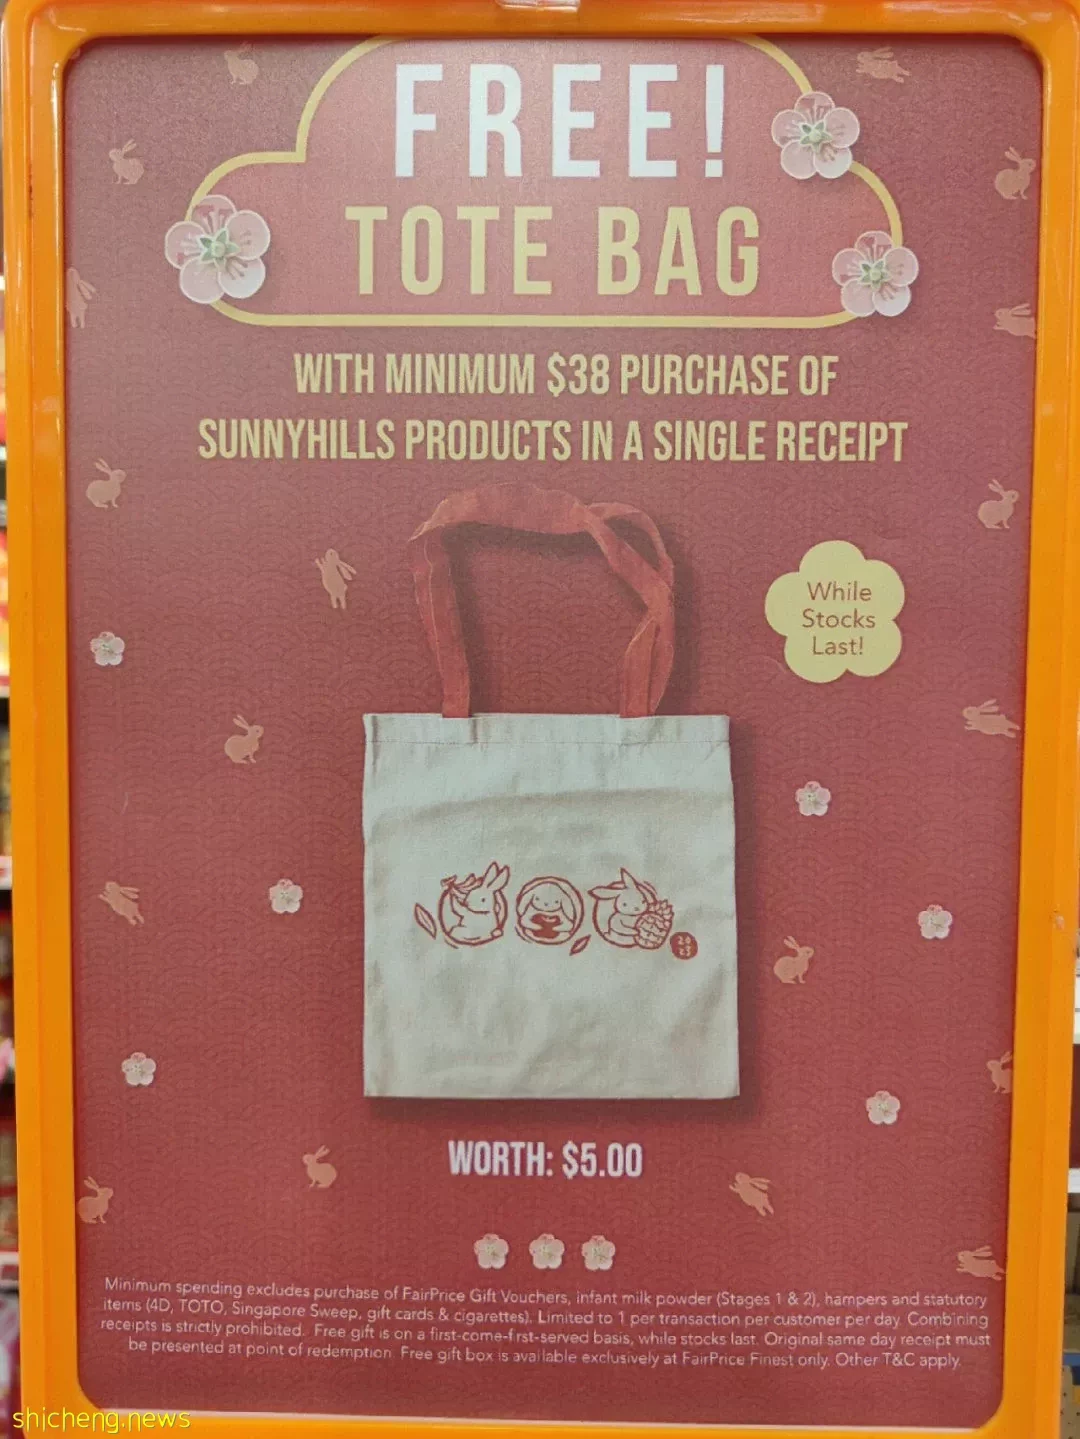 FREE!
TOTE BAG
WITH MINIMUM $38 PURCHASE OF
SUNNYHILLS PRODUCTS IN A SINGLE RECEIPT
While
Stocks
Last!
20
23
WORTH: $5.00
Minimum spending excludes purchase of FairPrice Gift Vouchers, infant milk powder (Stages 1 & 2), hampers and statutory
items (4D, TOTO, Singapore Sweep, gift cards & cigarettes). Limited to 1 per transaction per customer per day. Combining
receipts is strictly prohibited. Free gift is on a first-come-first-served basis, while stocks last. Original same day receipt must
be presented at point of redemption. Free gift box is available exclusively at FairPrice Finest only. Other T&C apply.
shicheng.news